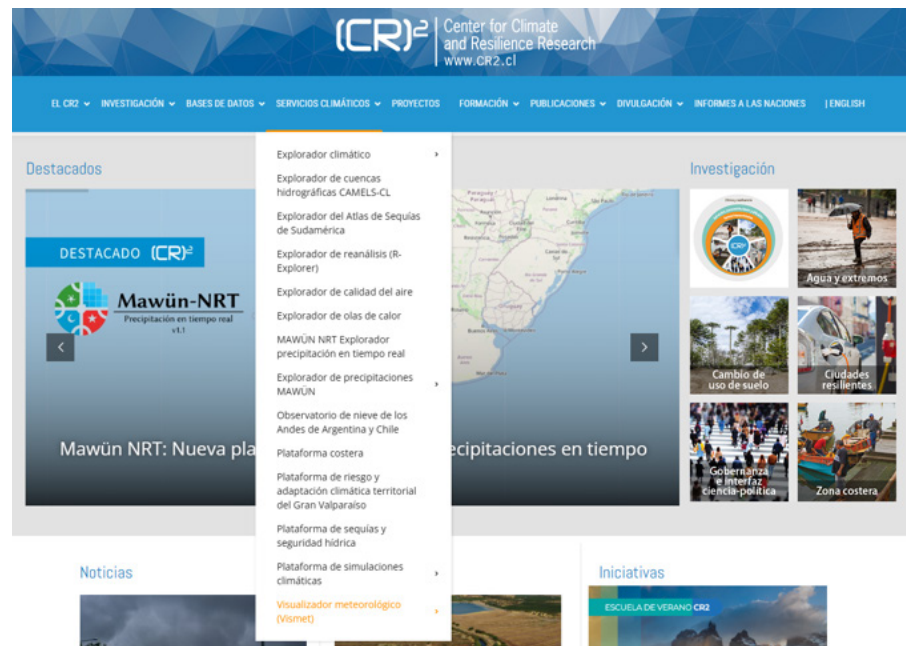 (CR)² Center for Climate
and Resilience Research
www.CR2.cl
EL CR2 INVESTIGACIÓN BASES DE DATOS SERVICIOS CLIMÁTICOS PROYECTOS FORMACIÓN PUBLICACIONES DIVULGACIÓN INFORMES A LAS NACIONES | ENGLISH
Destacados
DESTACADO (CR)²
Mawün-NRT
Precipitación en tiempo real
v1.1
Mawün NRT: Nueva pla
ecipitaciones en tiempo
Explorador climático
Explorador de cuencas
hidrográficas CAMELS-CL
Explorador del Atlas de Sequías
de Sudamérica
Explorador de reanálisis (R-
Explorer)
Explorador de calidad del aire
Explorador de olas de calor
MAWÜN NRT Explorador
precipitación en tiempo real
Explorador de precipitaciones
MAWÜN
Observatorio de nieve de los
Andes de Argentina y Chile
Plataforma costera
Plataforma de riesgo y
adaptación climática territorial
del Gran Valparaíso
Plataforma de sequías y
seguridad hídrica
Plataforma de simulaciones
climáticas
Visualizador meteorológico
(Vismet)
Investigación
Agua y extremos
Cambio de
uso de suelo
Ciudades
resilientes
Gobernanza
e interfaz
ciencia-política
Zona costera
Noticias
Iniciativas
ESCUELA DE VERANO CR2